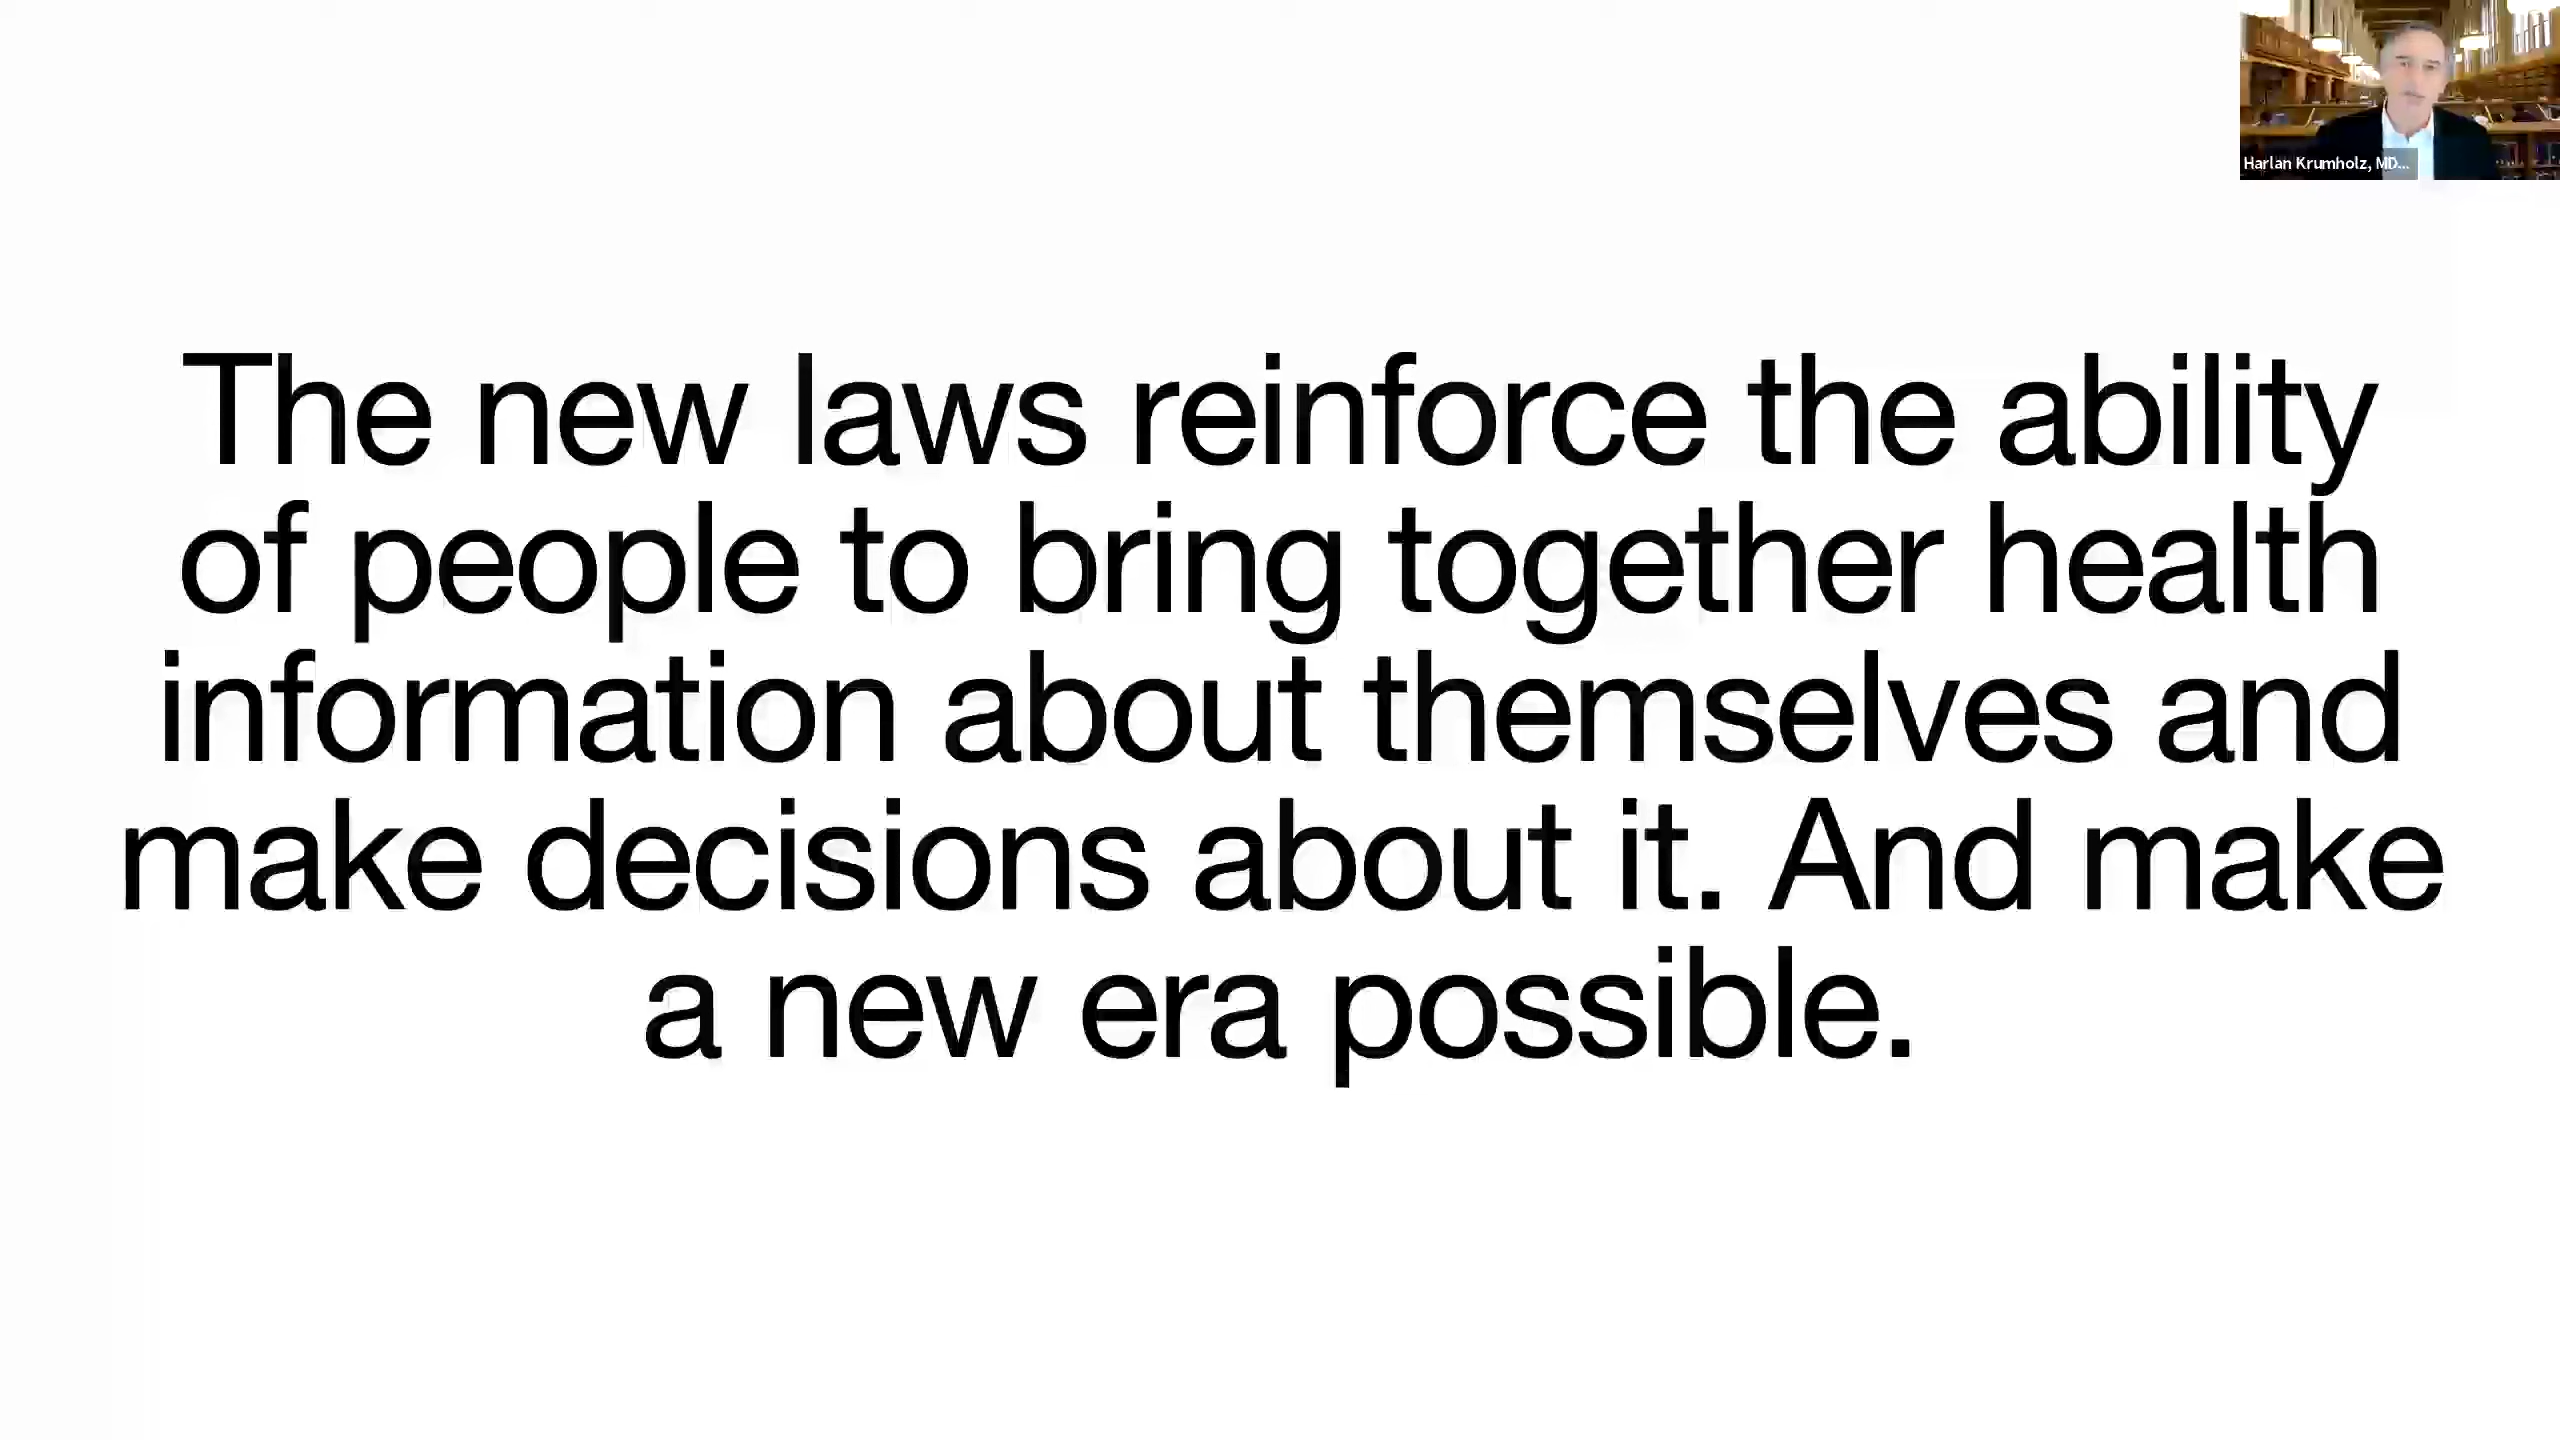 Harlan Krumholz, MD...
The new laws reinforce the ability
of people to bring together health
information about themselves and
make decisions about it. And make
a new era possible.